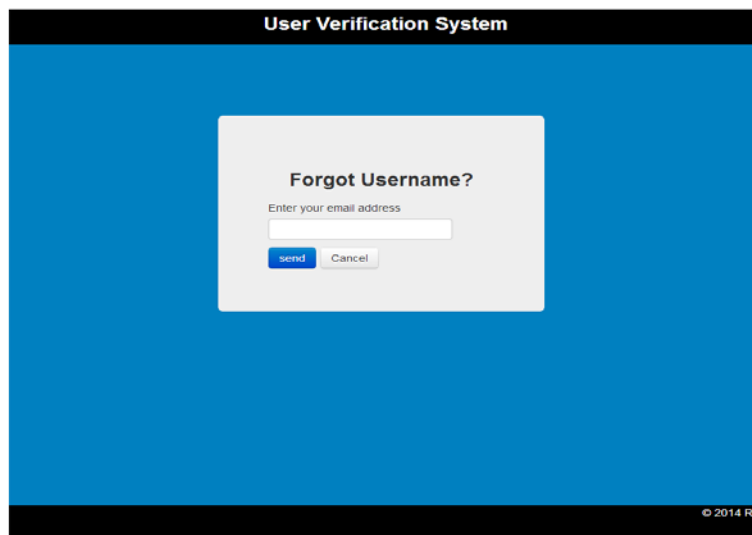 User Verification System
Forgot Username?
Enter your email address
send Cancel
© 2014 R